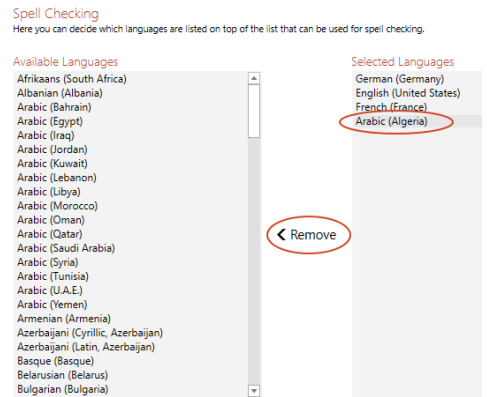 Spell Checking
Here you can decide which languages are listed on top of the list that can be used for spell checking.
Available Languages
Afrikaans (South Africa)
Albanian (Albania)
Arabic (Bahrain)
Arabic (Egypt)
Arabic (Iraq)
Arabic (Jordan)
Arabic (Kuwait)
Arabic (Lebanon)
Arabic (Libya)
Arabic (Morocco)
Arabic (Oman)
Arabic (Qatar)
Arabic (Saudi Arabia)
Arabic (Syria)
Arabic (Tunisia)
Arabic (U.A.E.)
Arabic (Yemen)
Armenian (Armenia)
Azerbaijani (Cyrillic, Azerbaijan)
Azerbaijani (Latin, Azerbaijan)
Basque (Basque)
Belarusian (Belarus)
Bulgarian (Bulgaria)
Remove
Selected Languages
German (Germany)
English (United States)
French (France)
Arabic (Algeria)